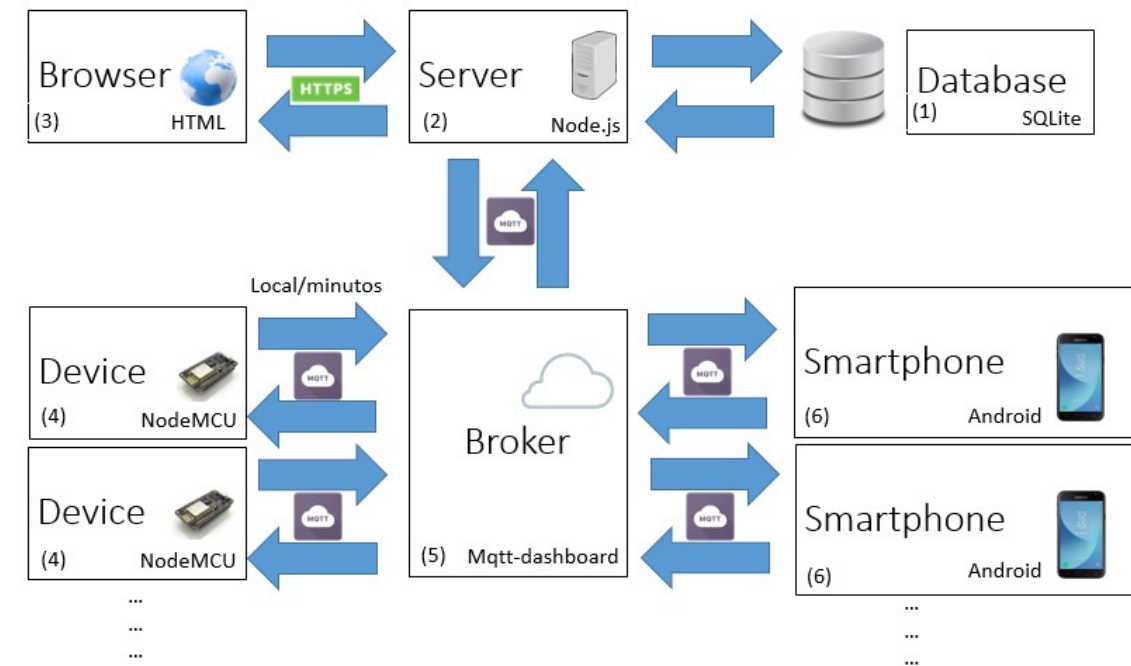 Browser
(3)
HTML
HTTPS
Server
(2)
Node.js
Database
(1)
SQLite
MQTT
Local/minutos
Device
(4)
NodeMCU
MQTT
Device
(4)
NodeMCU
MQTT
...
...
...
Broker
(5)
Mqtt-dashboard
MQTT
Smartphone
(6)
Android
MQTT
Smartphone
(6)
Android
...
...
...